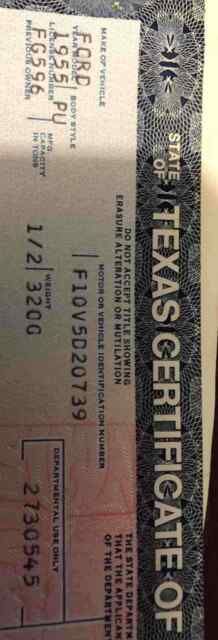 STATE OF TEXAS CERTIFICATE OF
DO NOT ACCEPT TITLE SHOWING
ERASURE ALTERATION OR MUTILATION
THE STATE DEPARTM
THAT THE APPLICA
OF THE DEPARTMENT
MAKE OF VEHICLE
MOTOR OR VEHICLE IDENTIFICATION NUMBER
FORD
F10V5D20739
YEAR MODEL BODY STYLE
1955 PU
LICENSE NUMBER
MFG. CAPACITY IN TONS
WEIGHT
DEPARTMENTAL USE ONLY
FG596
1/2 3200
2730545
PREVIOUS OWNER